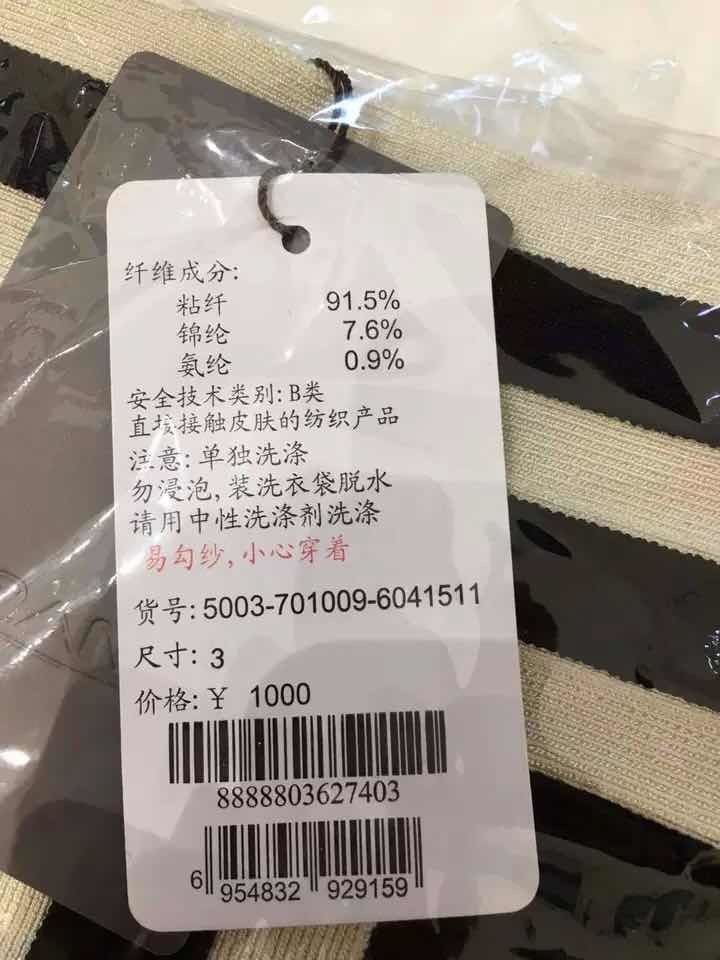 纤维成分:
粘纤 91.5%
锦纶 7.6%
氨纶 0.9%
安全技术类别: B类
直接接触皮肤的纺织产品
注意: 单独洗涤
勿浸泡, 装洗衣袋脱水
请用中性洗涤剂洗涤
易勾纱, 小心穿着
货号: 5003-701009-6041511
尺寸: 3
价格: ¥ 1000
8888803627403
6 954832 929159